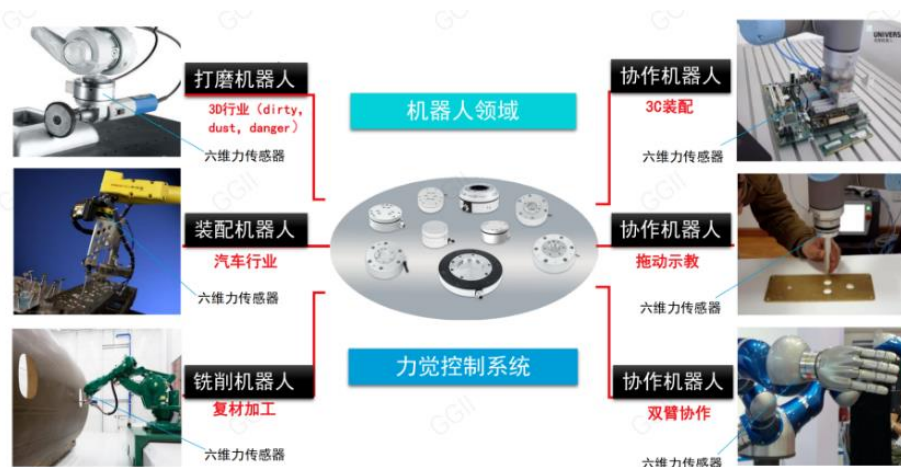 打磨机器人
3D行业（dirty,
dust, danger）
六维力传感器
装配机器人
汽车行业
六维力传感器
铣削机器人
复材加工
六维力传感器
机器人领域
力觉控制系统
协作机器人
3C装配
六维力传感器
协作机器人
拖动示教
六维力传感器
协作机器人
双臂协作
六维力传感器
UNIVERS
GGII